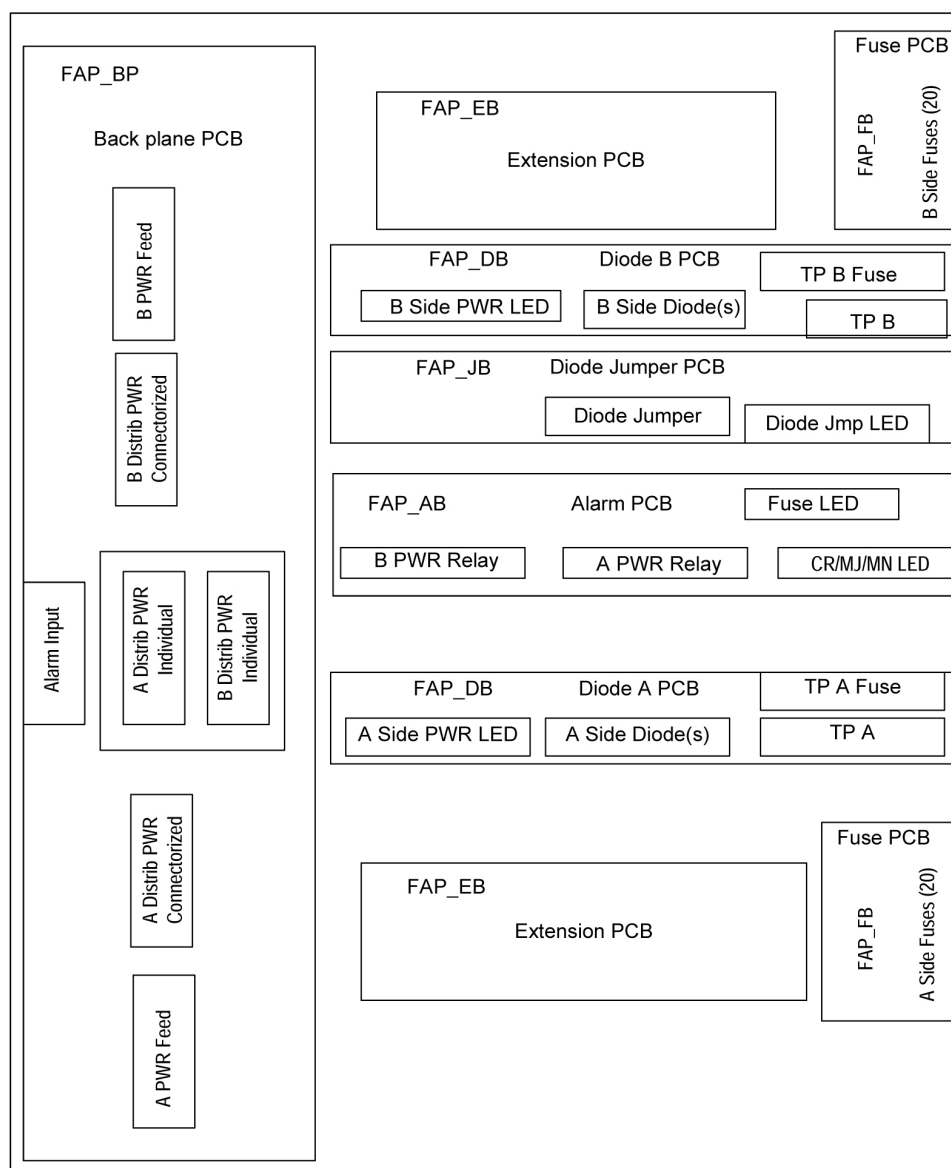 FAP_BP
Back plane PCB
B PWR Feed
B Distrib PWR
Connectorized
Alarm Input
A Distrib PWR
Individual
B Distrib PWR
Individual
A Distrib PWR
Connectorized
A PWR Feed
FAP_EB
Extension PCB
Fuse PCB
FAP_FB
B Side Fuses (20)
FAP_DB
Diode B PCB
TP B Fuse
B Side PWR LED
B Side Diode(s)
TP B
FAP_JB
Diode Jumper PCB
Diode Jumper
Diode Jmp LED
FAP_AB
Alarm PCB
Fuse LED
B PWR Relay
A PWR Relay
CR/MJ/MN LED
FAP_DB
Diode A PCB
TP A Fuse
A Side PWR LED
A Side Diode(s)
TP A
FAP_EB
Extension PCB
Fuse PCB
FAP_FB
A Side Fuses (20)